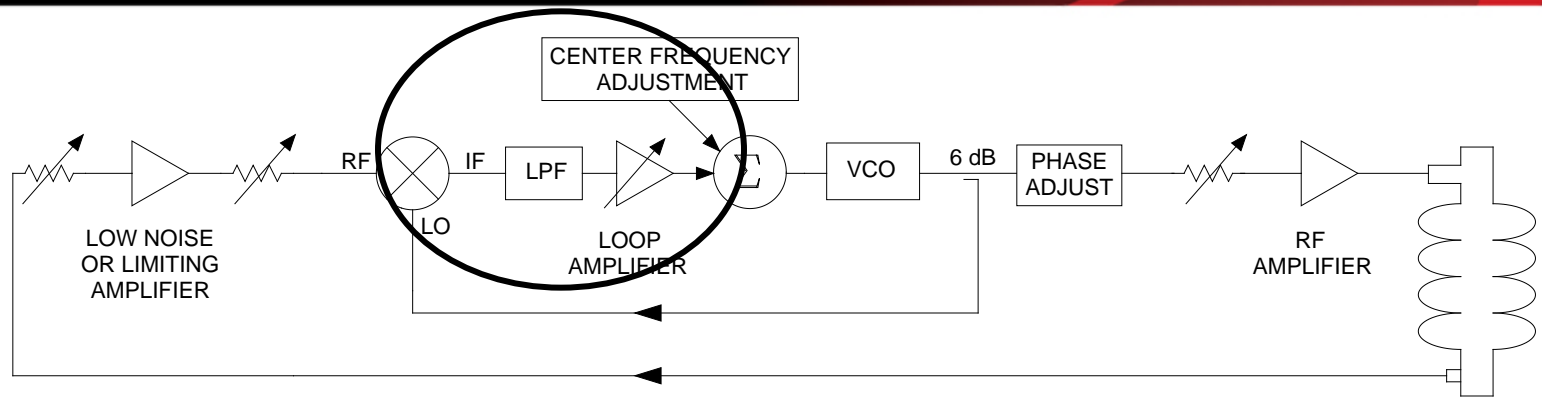 CENTER FREQUENCY
ADJUSTMENT
RF
IF
LPF
Σ
VCO
6 dB
PHASE
ADJUST
LO
LOW NOISE
OR LIMITING
AMPLIFIER
LOOP
AMPLIFIER
RF
AMPLIFIER